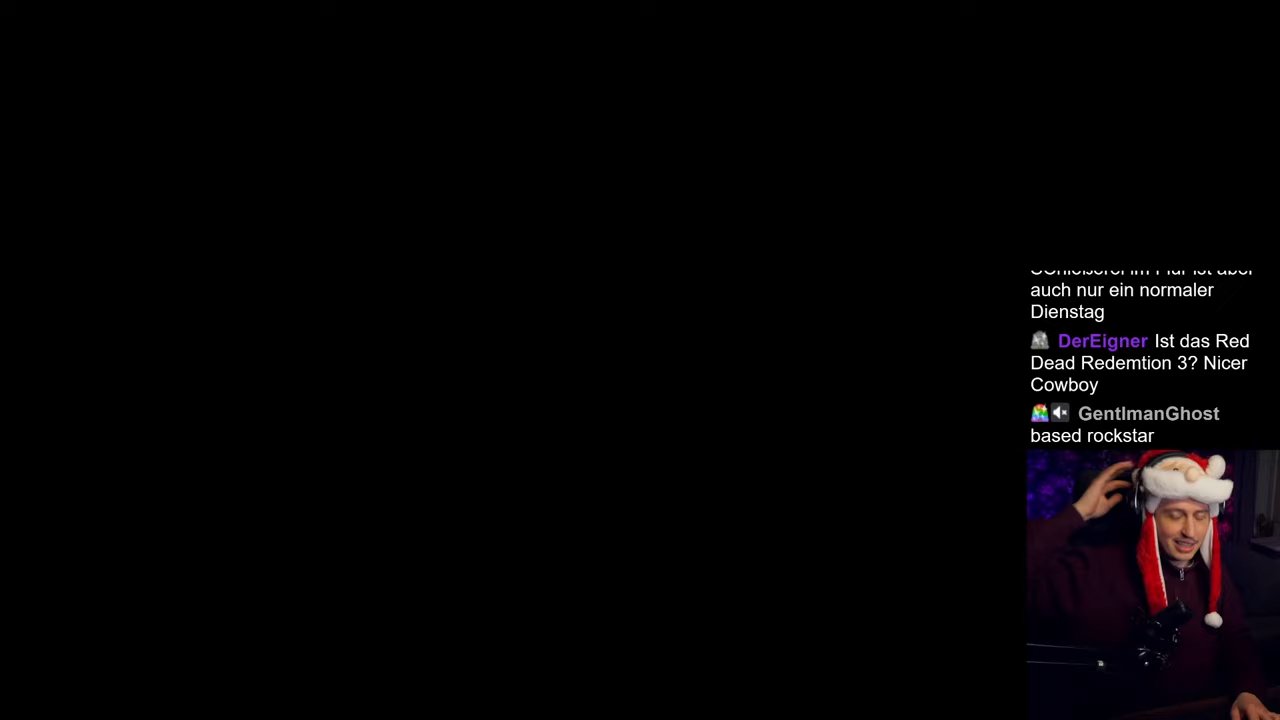 auch nur ein normaler
Dienstag
DerEigner Ist das Red
Dead Redemtion 3? Nicer
Cowboy
GentlmanGhost
based rockstar